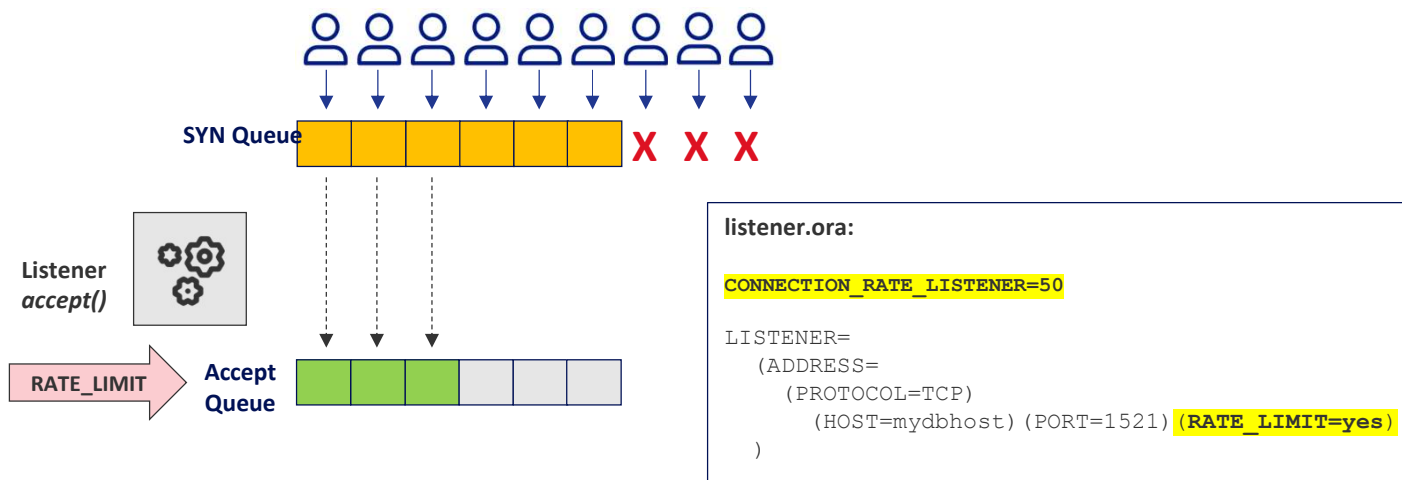 SYN Queue
X X X
Listener
accept()
RATE_LIMIT
Accept
Queue
listener.ora:
CONNECTION_RATE_LISTENER=50
LISTENER=
(ADDRESS=
(PROTOCOL=TCP)
(HOST=mydbhost)(PORT=1521)(RATE_LIMIT=yes)
)